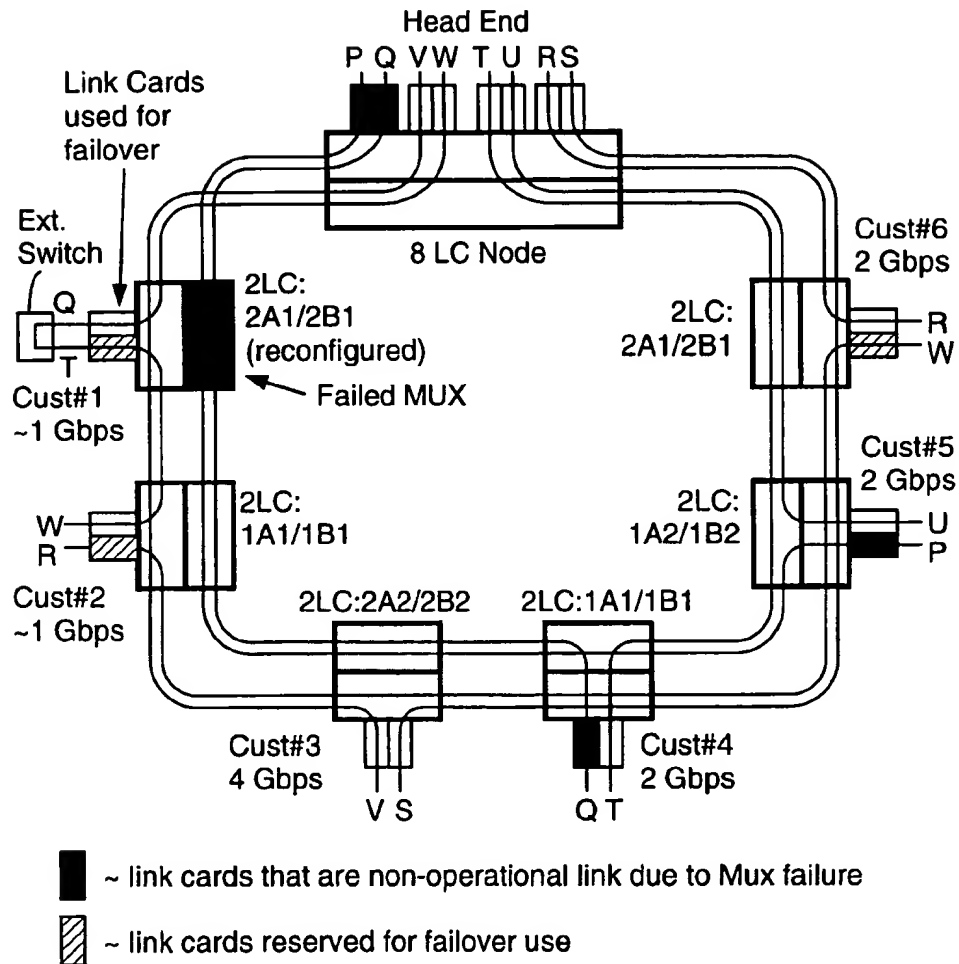 Head End
P Q V W T U R S
Link Cards
used for
failover
8 LC Node
Ext.
Switch
Q
T
Cust#1
~1 Gbps
2LC:
2A1/2B1
(reconfigured)
Failed MUX
Cust#6
2 Gbps
2LC:
2A1/2B1
R
W
Cust#5
2 Gbps
2LC:
1A2/1B2
U
P
2LC:
1A1/1B1
W
R
Cust#2
~1 Gbps
2LC:2A2/2B2
2LC:1A1/1B1
Cust#3
4 Gbps
V S
Cust#4
2 Gbps
Q T
~ link cards that are non-operational link due to Mux failure
~ link cards reserved for failover use